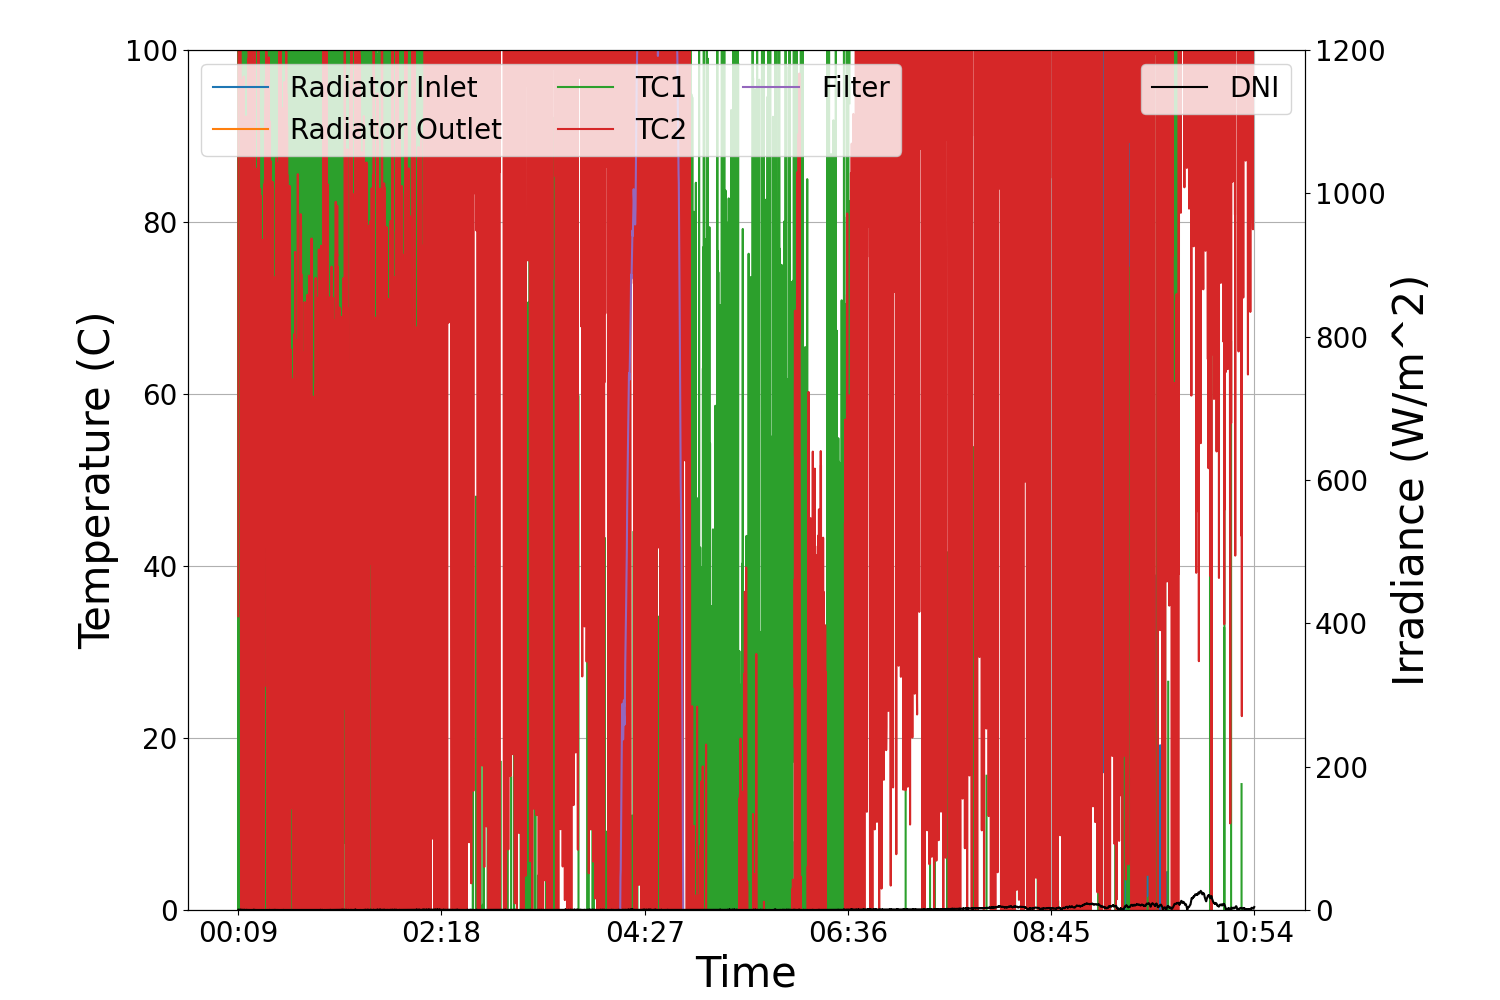 100
80
60
40
20
0
Temperature (C)
Radiator Inlet
Radiator Outlet
TC1
TC2
Filter
DNI
1200
1000
800
600
400
200
0
Irradiance (W/m^2)
00:09
02:18
04:27
06:36
08:45
10:54
Time